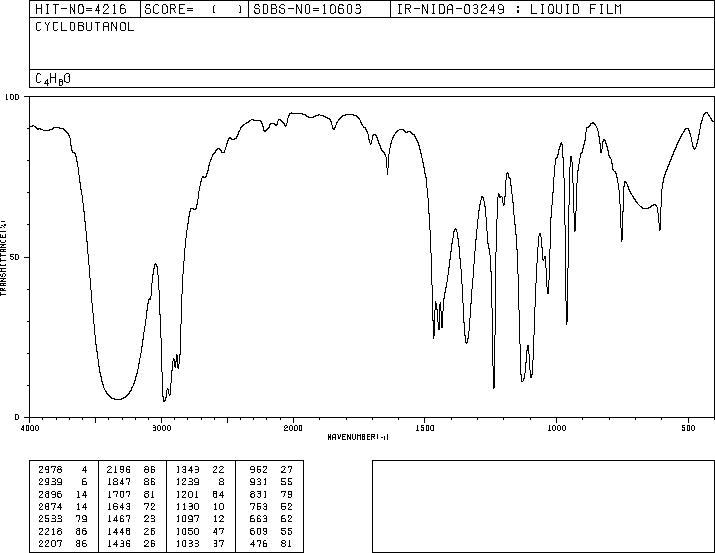 HIT-NO=4216 SCORE= ( ) SDBS-NO=10603 IR-NIDA-03249 : LIQUID FILM
CYCLOBUTANOL
C4H8O
100
50
0
TRANSMITTANCE(%)
4000 3000 2000 1500 1000 500
WAVENUMBER(-1)
2978 4 2196 86 1343 22 962 27
2939 6 1847 86 1239 8 931 55
2896 14 1707 81 1201 64 831 79
2874 14 1643 72 1130 10 753 52
2533 79 1467 23 1097 12 663 62
2218 86 1448 26 1050 47 609 55
2207 86 1436 26 1033 37 476 81